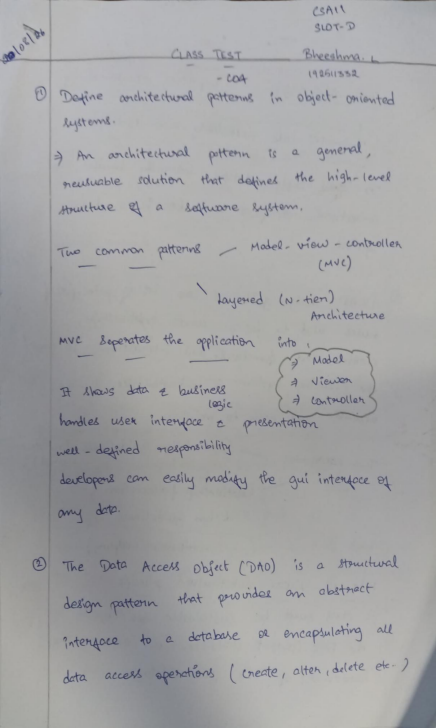 CSA11
SLOT-D
CLASS TEST Bheeshma. L
- CO4
① Define architectural patterns in object-oriented
systems.
⇒ An architectural pattern is a general,
reusuable solution that defines the high-level
structure of a software system.
Two common patterns – Model-view-controller
(MVC)
\ Layered (N-tier)
Architecture
MVC seperates the application into :
→ Model
→ Viewer
→ Controller
It shows data & business
logic
handles user interface & presentation
well-defined responsibility
developers can easily modify the gui interface of
any data.
② The Data Access Object (DAO) is a structural
design pattern that provides an abstract
interface to a database or encapsulating all
data access operations (create, alter, delete etc.)